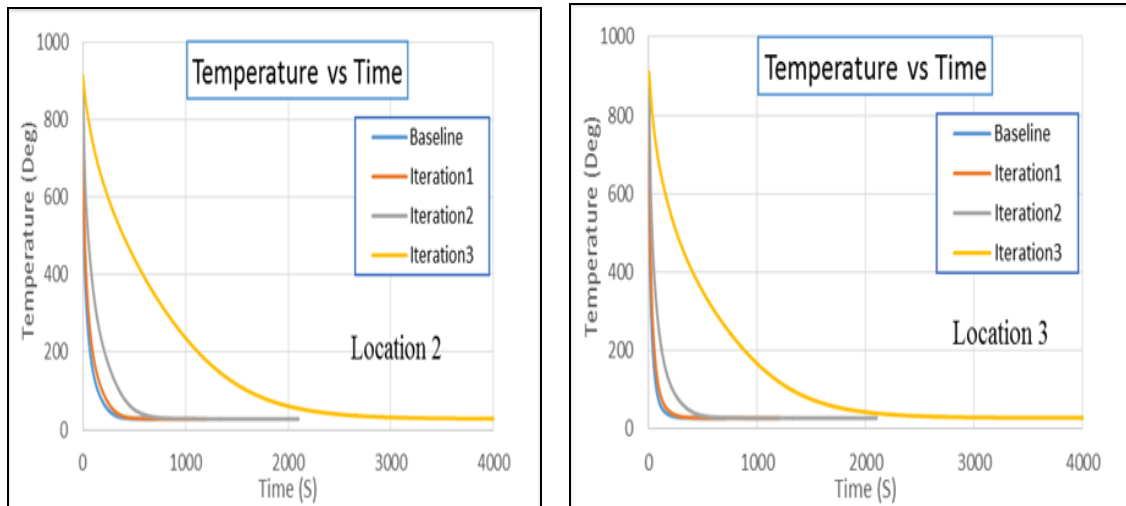 Temperature vs Time
Temperature (Deg)
1000
800
600
400
200
0
Baseline
Iteration1
Iteration2
Iteration3
Location 2
0 1000 2000 3000 4000
Time (S)
Temperature vs Time
Temperature (Deg)
1000
800
600
400
200
0
Baseline
Iteration1
Iteration2
Iteration3
Location 3
0 1000 2000 3000 4000
Time (S)